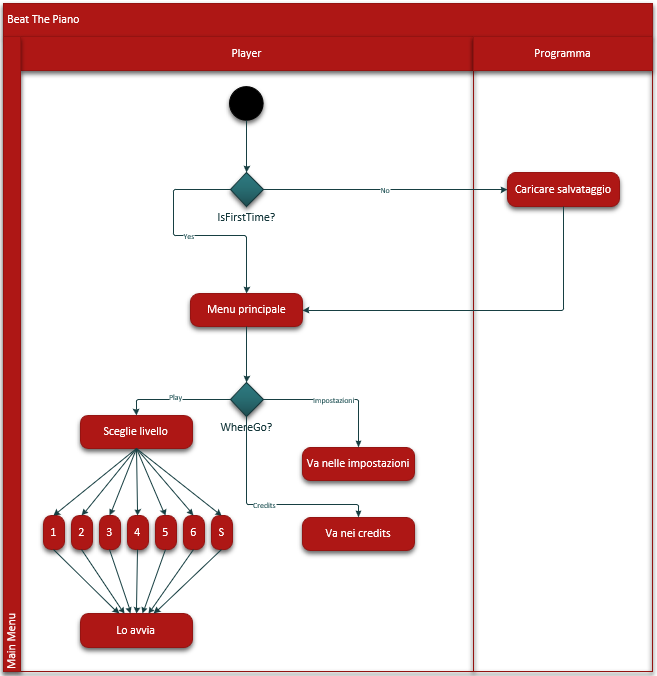 Beat The Piano
Player
Programma
No
Caricare salvataggio
IsFirstTime?
Yes
Menu principale
Play
Impostazioni
WhereGo?
Sceglie livello
Va nelle impostazioni
Credits
1
2
3
4
5
6
S
Va nei credits
Lo avvia
Main Menu